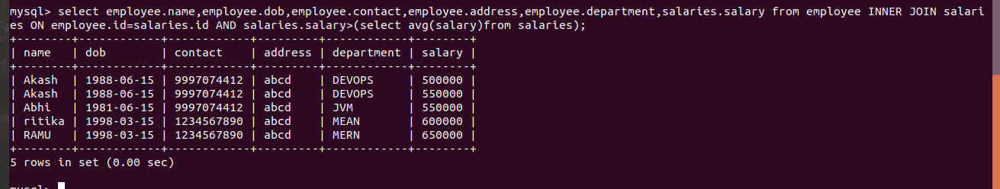 mysql> select employee.name,employee.dob,employee.contact,employee.address,employee.department,salaries.salary from employee INNER JOIN salari
es ON employee.id=salaries.id AND salaries.salary>(select avg(salary)from salaries);
+--------+------------+------------+---------+------------+--------+
| name   | dob        | contact    | address | department | salary |
+--------+------------+------------+---------+------------+--------+
| Akash  | 1988-06-15 | 9997074412 | abcd    | DEVOPS     | 500000 |
| Akash  | 1988-06-15 | 9997074412 | abcd    | DEVOPS     | 550000 |
| Abhi   | 1981-06-15 | 9997074412 | abcd    | JVM        | 550000 |
| ritika | 1998-03-15 | 1234567890 | abcd    | MEAN       | 600000 |
| RAMU   | 1998-03-15 | 1234567890 | abcd    | MERN       | 650000 |
+--------+------------+------------+---------+------------+--------+
5 rows in set (0.00 sec)
mysql>